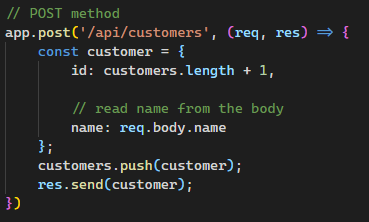 // POST method
app.post('/api/customers', (req, res) => {
    const customer = {
        id: customers.length + 1,

        // read name from the body
        name: req.body.name
    };
    customers.push(customer);
    res.send(customer);
})